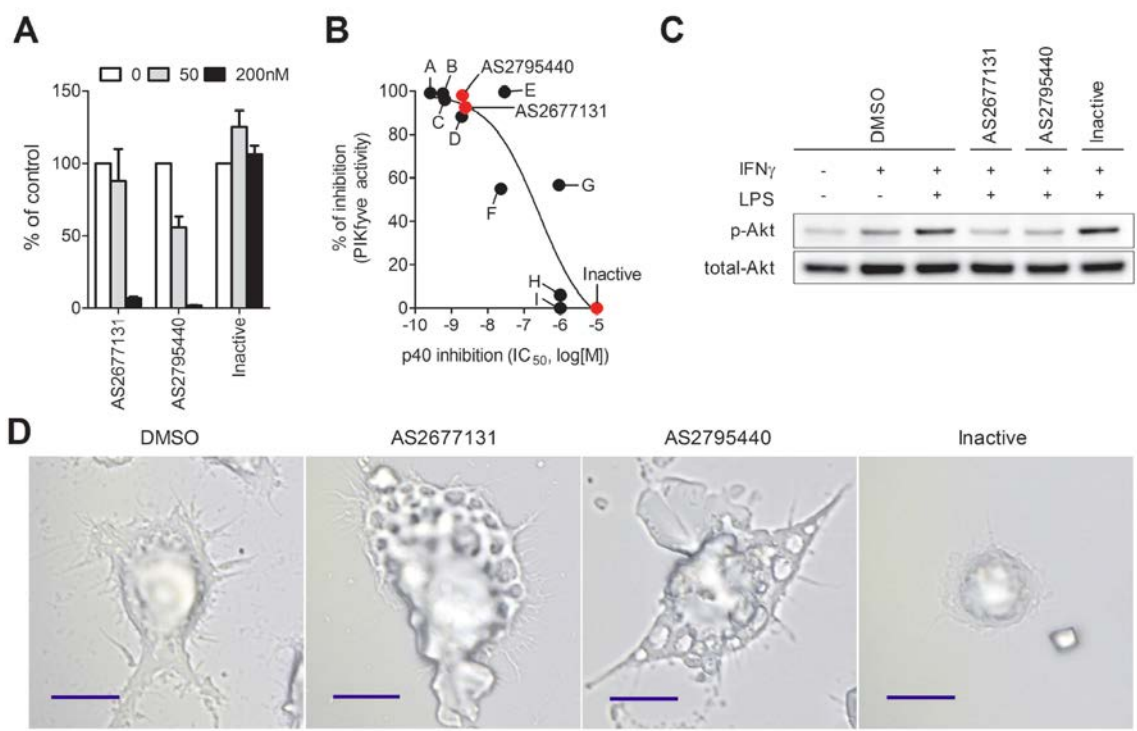 A
0 50 200nM
% of control
150
100
50
0
AS2677131
AS2795440
Inactive
B
% of inhibition
(PIKfyve activity)
100
80
60
40
20
0
A
B
AS2795440
E
AS2677131
C
D
F
G
H
I
Inactive
-10 -9 -8 -7 -6 -5
p40 inhibition (IC50, log[M])
C
DMSO
AS2677131
AS2795440
Inactive
IFNγ - + + + + +
LPS - - + + + +
p-Akt
total-Akt
D
DMSO AS2677131 AS2795440 Inactive